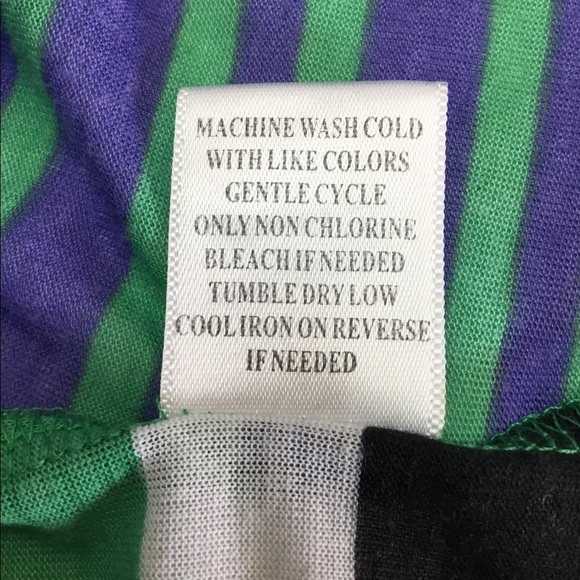 MACHINE WASH COLD
WITH LIKE COLORS
GENTLE CYCLE
ONLY NON CHLORINE
BLEACH IF NEEDED
TUMBLE DRY LOW
COOL IRON ON REVERSE
IF NEEDED